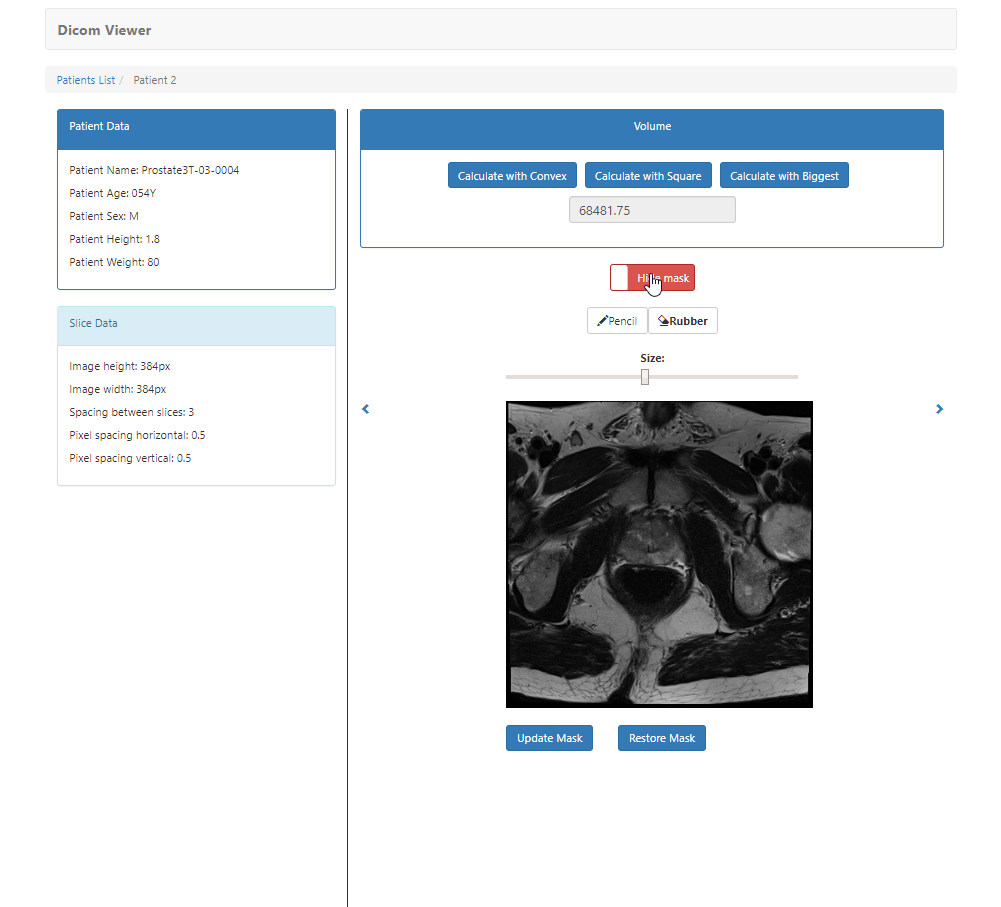 Dicom Viewer
Patients List / Patient 2
Patient Data
Patient Name: Prostate3T-03-0004
Patient Age: 054Y
Patient Sex: M
Patient Height: 1.8
Patient Weight: 80
Slice Data
Image height: 384px
Image width: 384px
Spacing between slices: 3
Pixel spacing horizontal: 0.5
Pixel spacing vertical: 0.5
Volume
Calculate with Convex Calculate with Square Calculate with Biggest
68481.75
Hide mask
Pencil Rubber
Size:
Update Mask Restore Mask